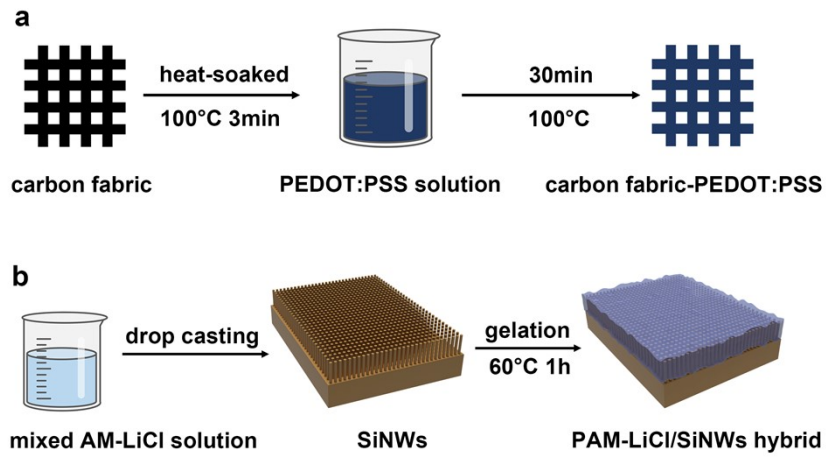 a
heat-soaked
100°C 3min
30min
100°C
carbon fabric
PEDOT:PSS solution
carbon fabric-PEDOT:PSS
b
drop casting
gelation
60°C 1h
mixed AM-LiCl solution
SiNWs
PAM-LiCl/SiNWs hybrid